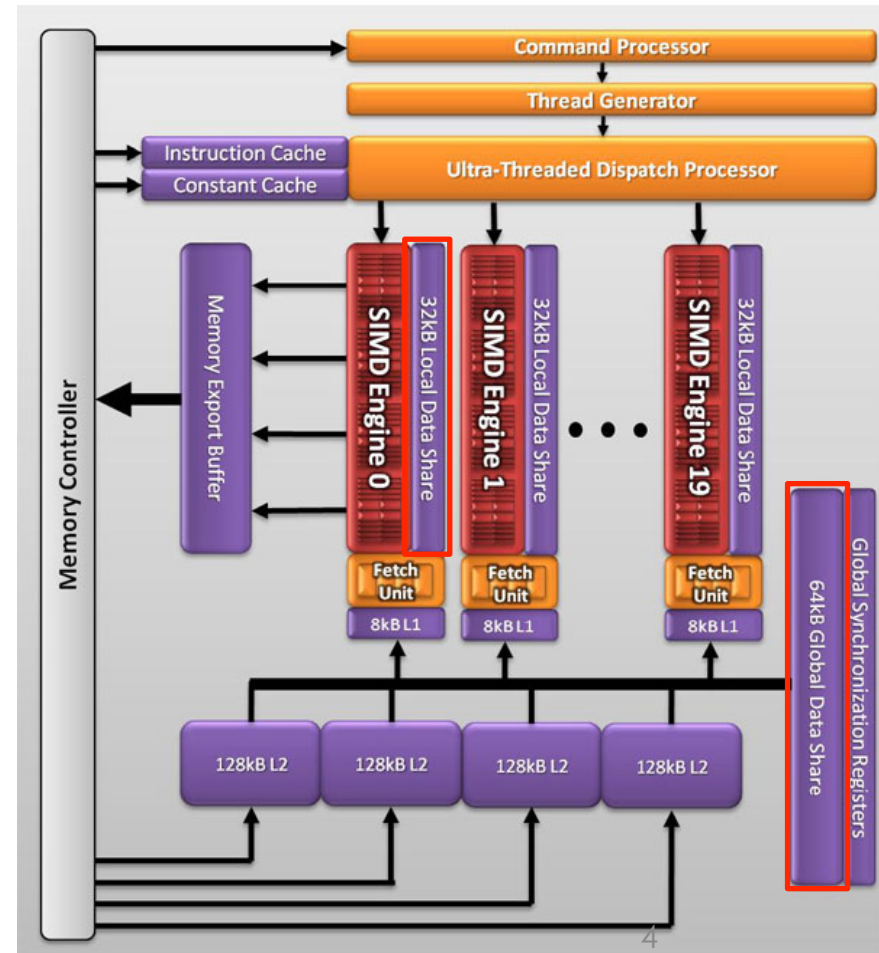 Command Processor
Thread Generator
Instruction Cache
Constant Cache
Ultra-Threaded Dispatch Processor
Memory Controller
Memory Export Buffer
SIMD Engine 0
32kB Local Data Share
SIMD Engine 1
32kB Local Data Share
SIMD Engine 19
32kB Local Data Share
Fetch
Unit
Fetch
Unit
Fetch
Unit
8kB L1
8kB L1
8kB L1
64kB Global Data Share
Global Synchronization Registers
128kB L2
128kB L2
128kB L2
128kB L2
4